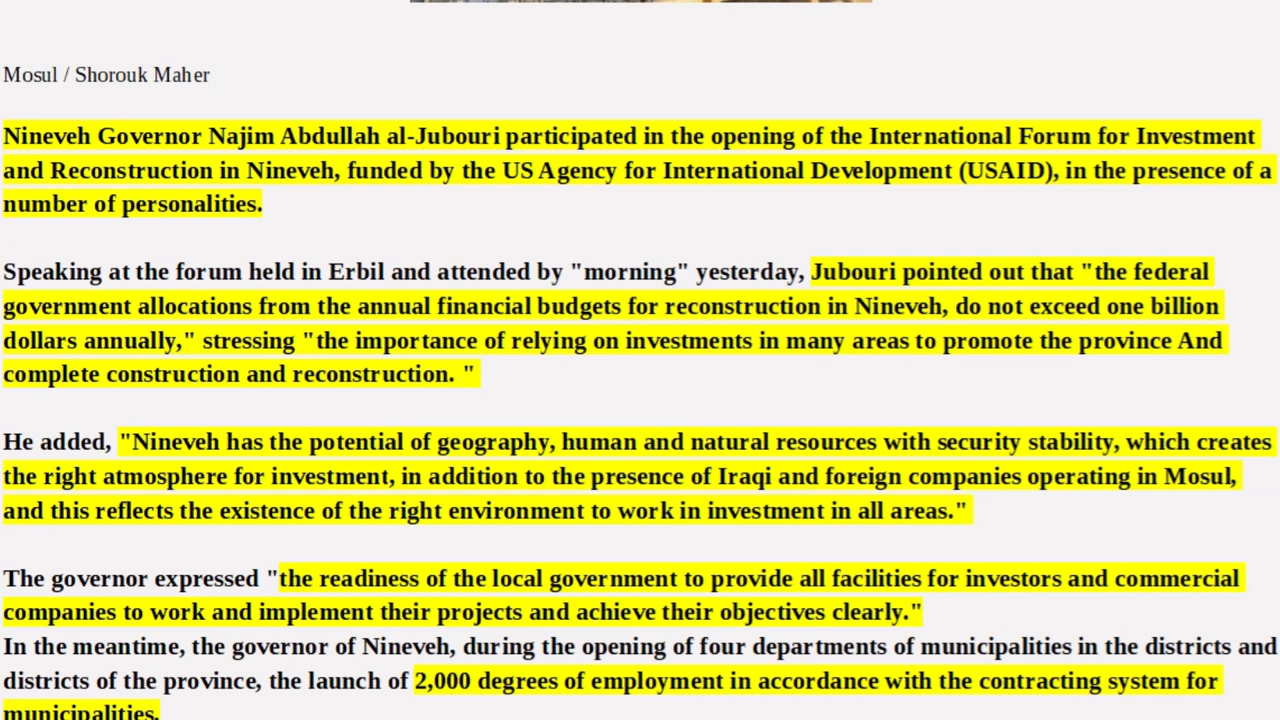 Mosul / Shorouk Maher
Nineveh Governor Najim Abdullah al-Jubouri participated in the opening of the International Forum for Investment
and Reconstruction in Nineveh, funded by the US Agency for International Development (USAID), in the presence of a
number of personalities.
Speaking at the forum held in Erbil and attended by "morning" yesterday, Jubouri pointed out that "the federal
government allocations from the annual financial budgets for reconstruction in Nineveh, do not exceed one billion
dollars annually," stressing "the importance of relying on investments in many areas to promote the province And
complete construction and reconstruction. "
He added, "Nineveh has the potential of geography, human and natural resources with security stability, which creates
the right atmosphere for investment, in addition to the presence of Iraqi and foreign companies operating in Mosul,
and this reflects the existence of the right environment to work in investment in all areas."
The governor expressed "the readiness of the local government to provide all facilities for investors and commercial
companies to work and implement their projects and achieve their objectives clearly."
In the meantime, the governor of Nineveh, during the opening of four departments of municipalities in the districts and
districts of the province, the launch of 2,000 degrees of employment in accordance with the contracting system for
municipalities.